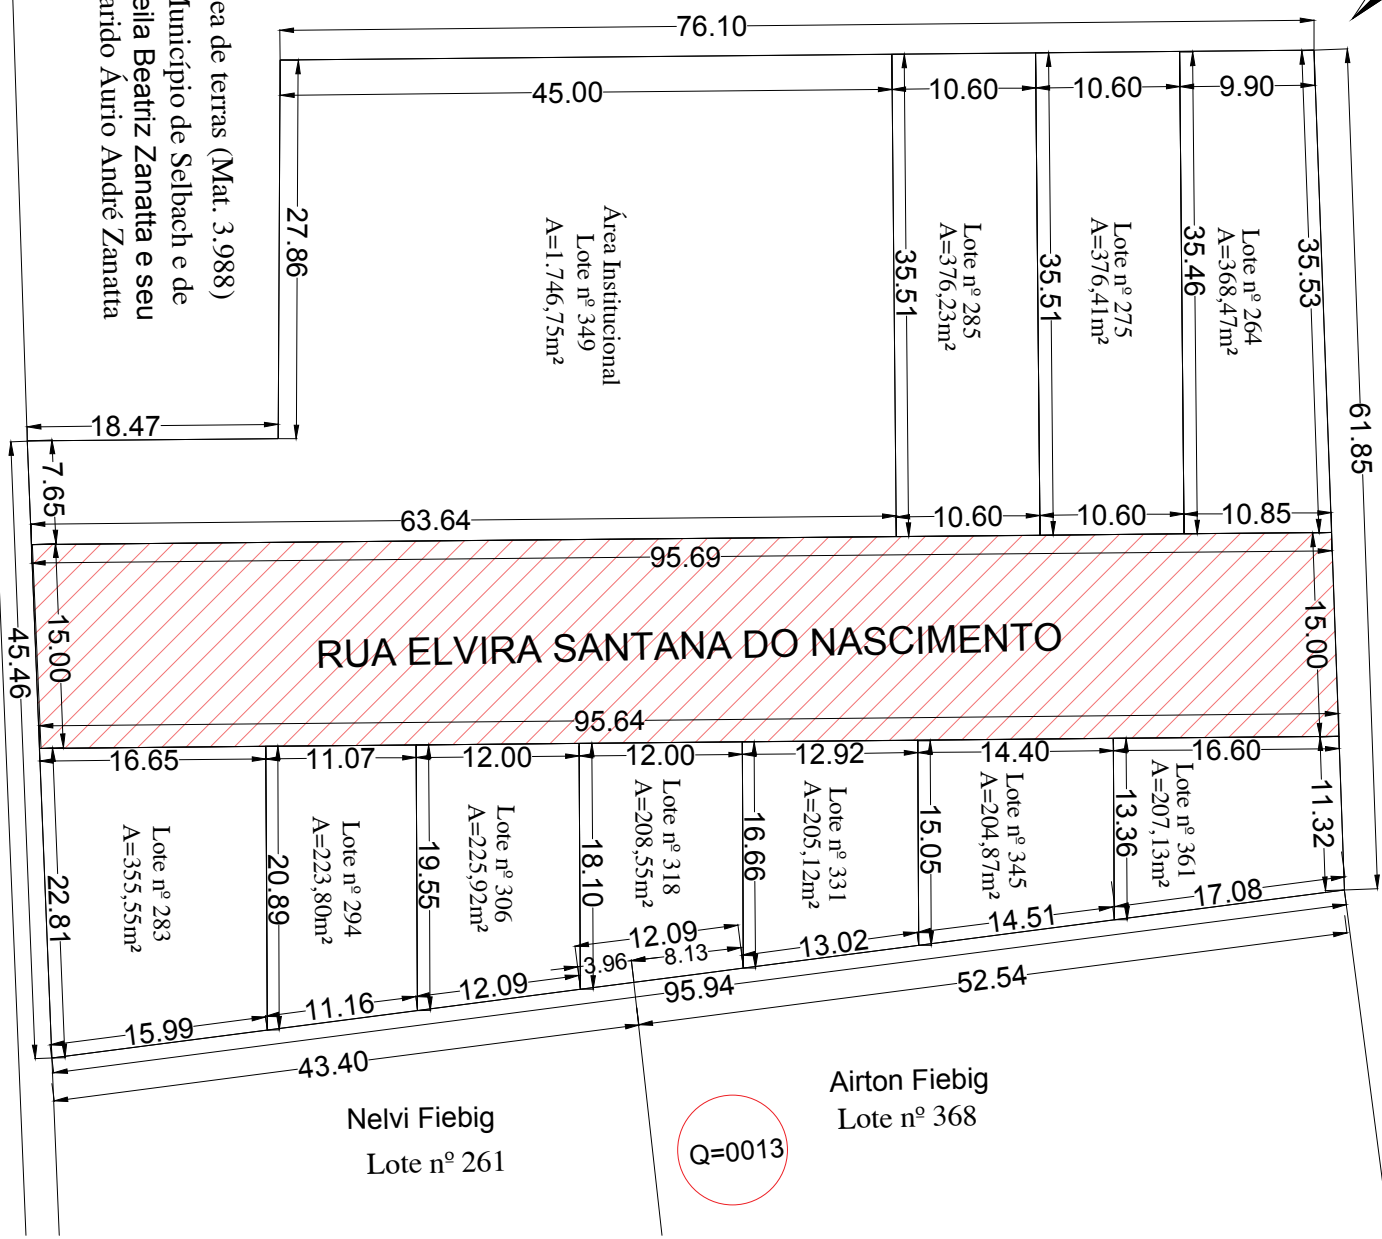 76.10
45.00
10.60
10.60
9.90
ea de terras (Mat. 3.988)
Município de Selbach e de
eila Beatriz Zanatta e seu
arido Áurio André Zanatta
27.86
Área Institucional
Lote nº 349
A=1.746,75m²
35.51
Lote nº 285
A=376,23m²
35.51
Lote nº 275
A=376,41m²
35.46
Lote nº 264
A=368,47m²
35.53
61.85
18.47
7.65
63.64
10.60
10.60
10.85
95.69
15.00
RUA ELVIRA SANTANA DO NASCIMENTO
15.00
45.46
95.64
16.65
11.07
12.00
12.00
12.92
14.40
16.60
22.81
Lote nº 283
A=355,55m²
20.89
Lote nº 294
A=223,80m²
19.55
Lote nº 306
A=225,92m²
18.10
Lote nº 318
A=208,55m²
16.66
Lote nº 331
A=205,12m²
15.05
Lote nº 345
A=204,87m²
13.36
Lote nº 361
A=207,13m²
11.32
15.99
11.16
12.09
12.09
3.96
8.13
13.02
14.51
17.08
95.94
43.40
52.54
Nelvi Fiebig
Lote nº 261
Airton Fiebig
Lote nº 368
Q=0013